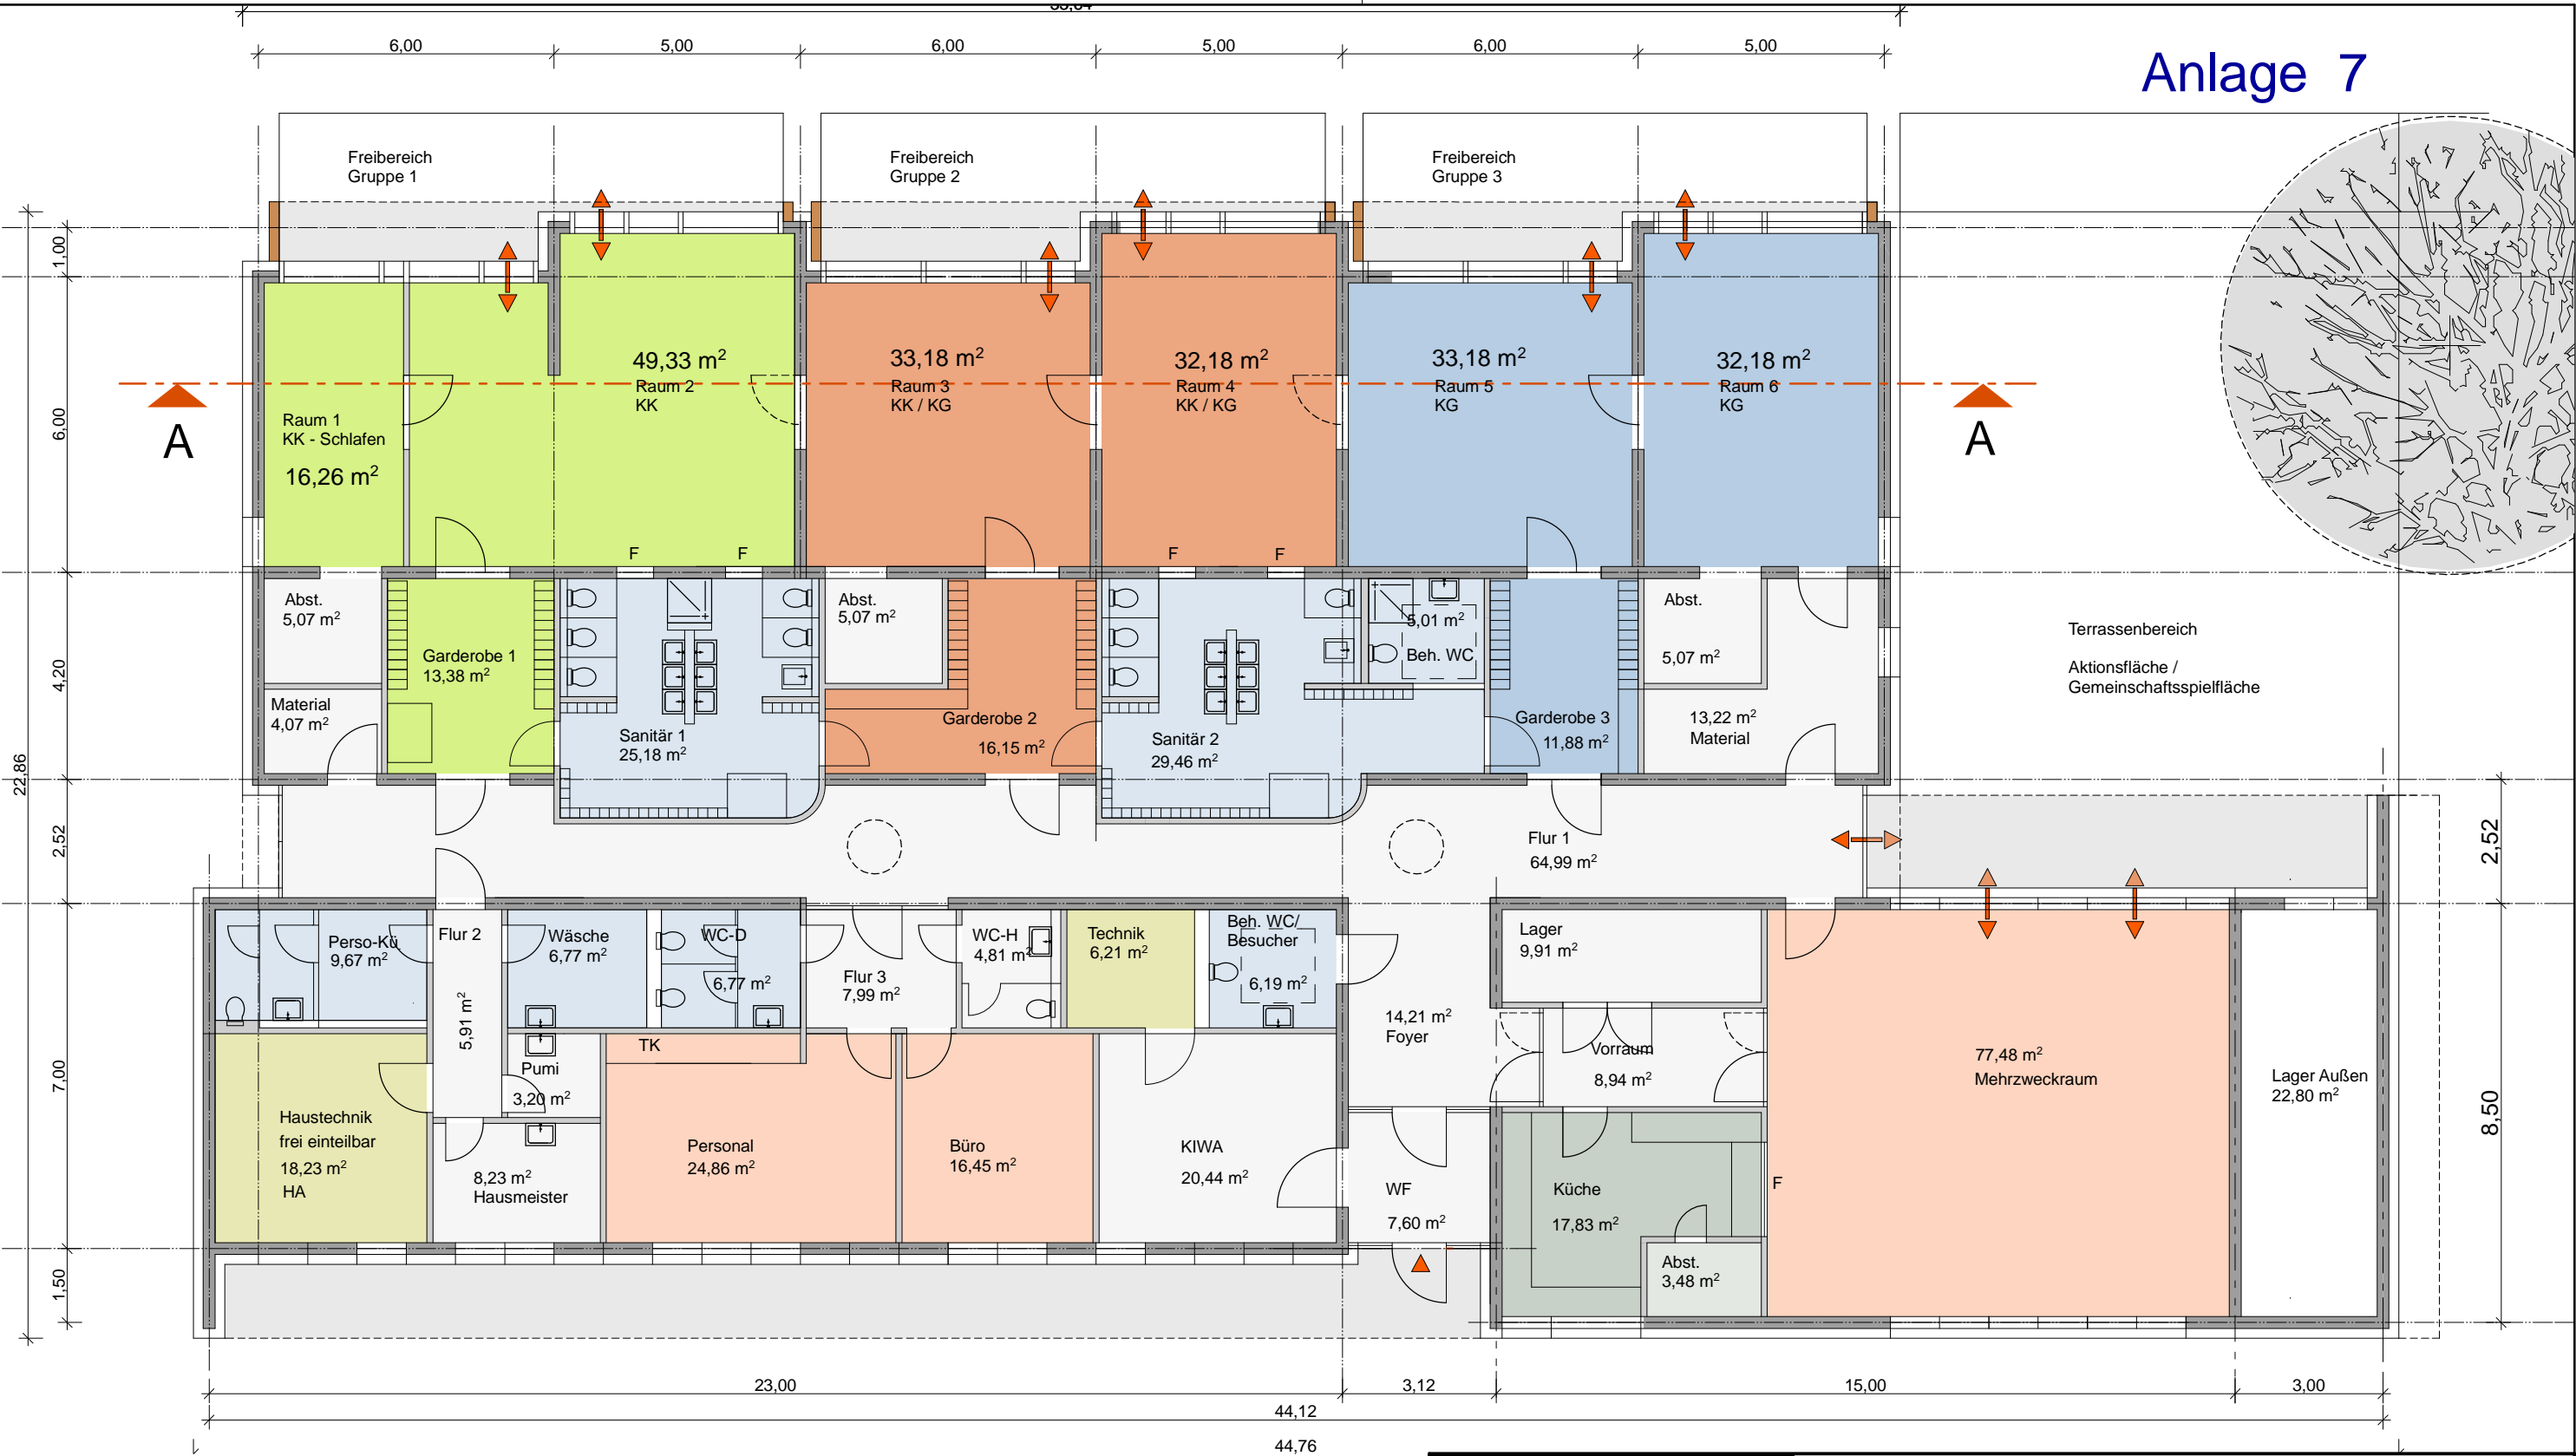 33,64
6,00
5,00
6,00
5,00
6,00
5,00
Anlage 7
Freibereich
Gruppe 1
Freibereich
Gruppe 2
Freibereich
Gruppe 3
1,00
6,00
4,20
2,52
7,00
1,50
22,86
49,33 m²
Raum 2
KK
33,18 m²
Raum 3
KK / KG
32,18 m²
Raum 4
KK / KG
33,18 m²
Raum 5
KG
32,18 m²
Raum 6
KG
Raum 1
KK - Schlafen
16,26 m²
A
A
F
F
F
F
Abst.
5,07 m²
Material
4,07 m²
Garderobe 1
13,38 m²
Sanitär 1
25,18 m²
Abst.
5,07 m²
Garderobe 2
16,15 m²
Sanitär 2
29,46 m²
5,01 m²
Beh. WC
Garderobe 3
11,88 m²
Abst.
5,07 m²
13,22 m²
Material
Terrassenbereich
Aktionsfläche /
Gemeinschaftsspielfläche
Flur 1
64,99 m²
2,52
8,50
Perso-Kü
9,67 m²
Flur 2
5,91 m²
Wäsche
6,77 m²
WC-D
6,77 m²
Flur 3
7,99 m²
WC-H
4,81 m²
Technik
6,21 m²
Beh. WC/
Besucher
6,19 m²
14,21 m²
Foyer
Lager
9,91 m²
Vorraum
8,94 m²
77,48 m²
Mehrzweckraum
Lager Außen
22,80 m²
Haustechnik
frei einteilbar
18,23 m²
HA
Pumi
3,20 m²
8,23 m²
Hausmeister
TK
Personal
24,86 m²
Büro
16,45 m²
KIWA
20,44 m²
WF
7,60 m²
Küche
17,83 m²
F
Abst.
3,48 m²
23,00
3,12
15,00
3,00
44,12
44,76